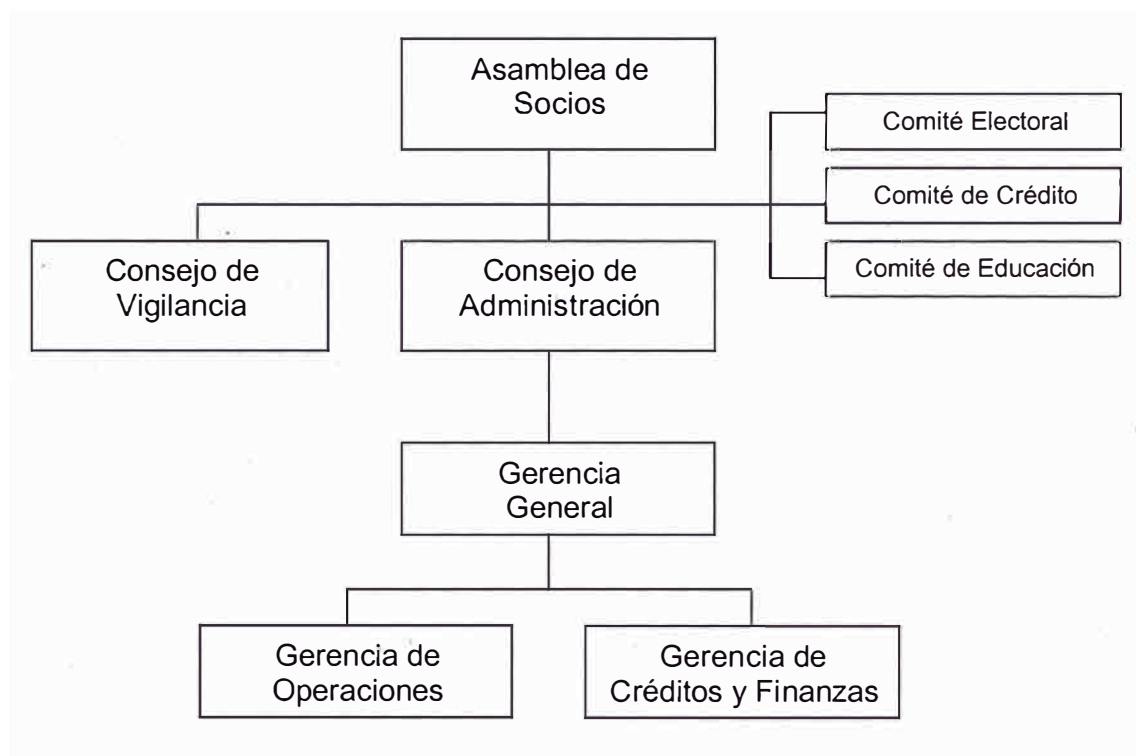 Asamblea de
Socios
Comité Electoral
Comité de Crédito
Comité de Educación
Consejo de
Vigilancia
Consejo de
Administración
Gerencia
General
Gerencia de
Operaciones
Gerencia de
Créditos y Finanzas